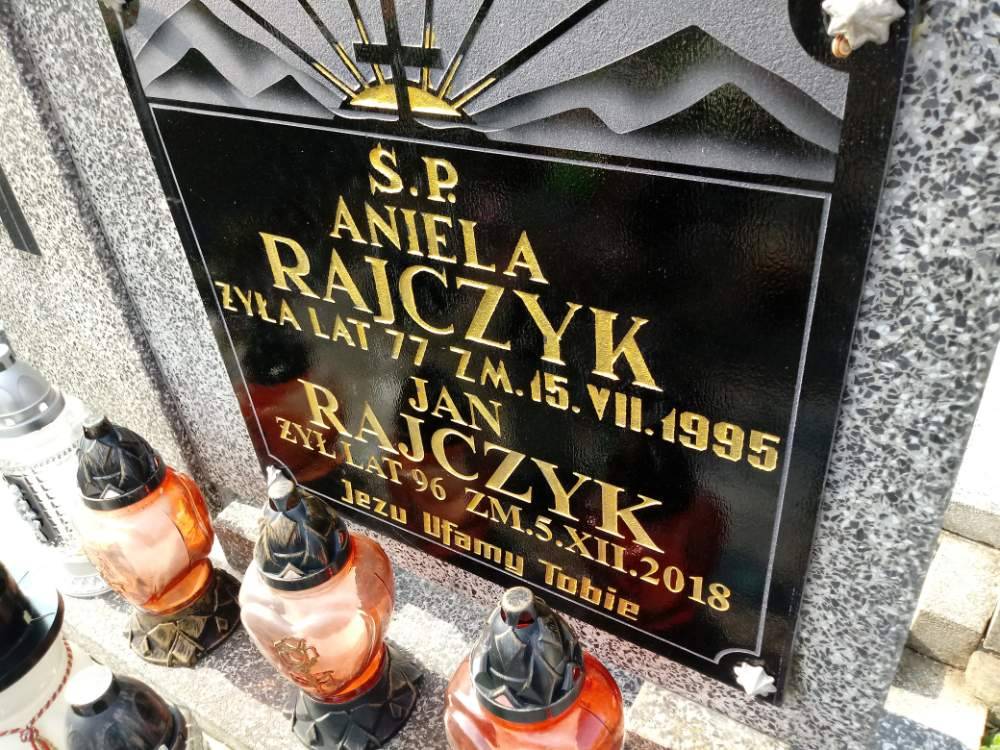 Ś.P.
ANIELA
RAJCZYK
ŻYŁA LAT 77 ZM.15.VII.1995
JAN
RAJCZYK
ŻYŁ LAT 96 ZM.5.XII.2018
Jezu Ufamy Tobie